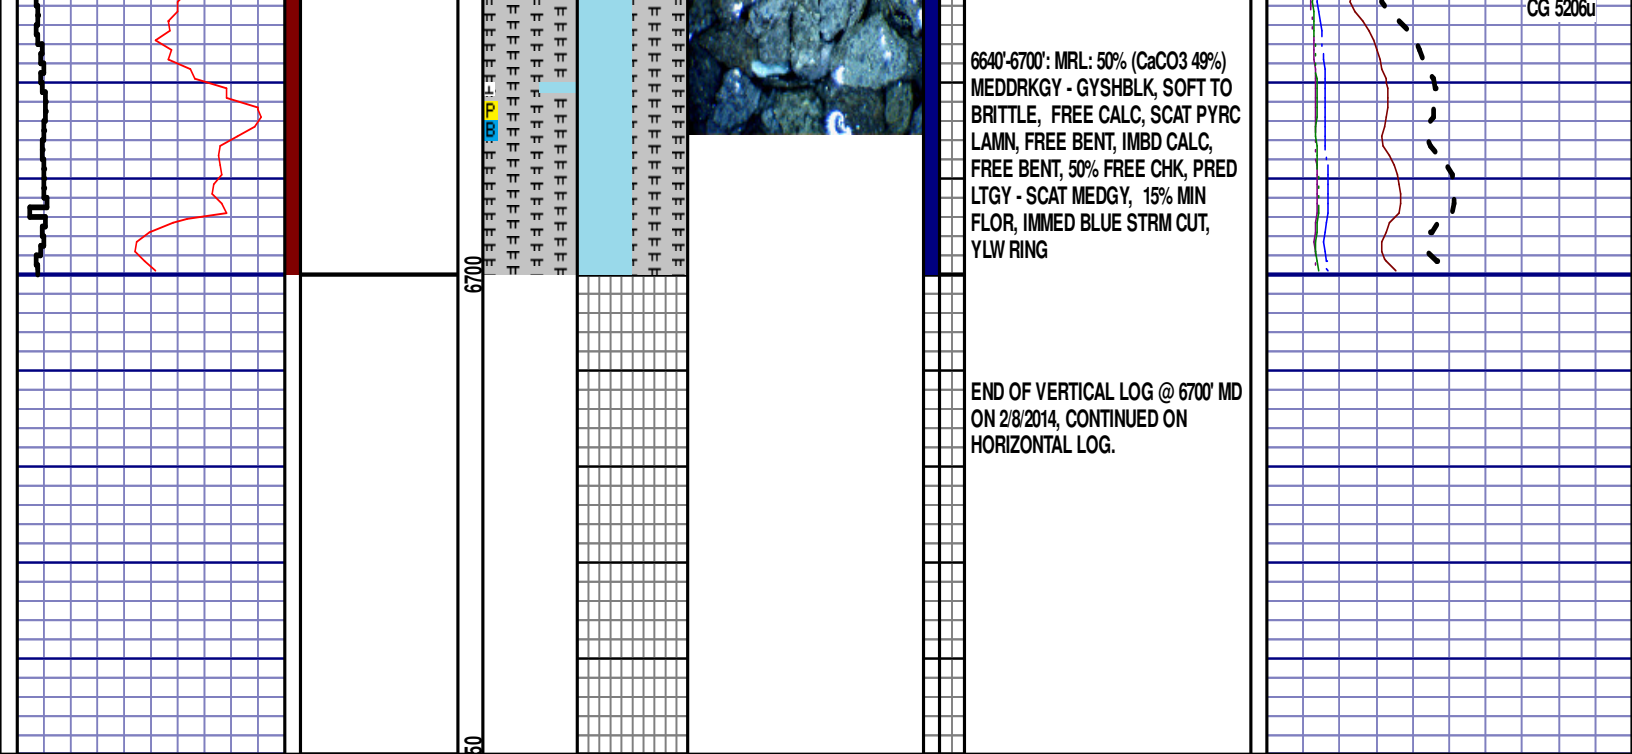 CG 5206u
6640'-6700': MRL: 50% (CaCO3 49%)
MEDDRKGY - GYSHBLK, SOFT TO
BRITTLE, FREE CALC, SCAT PYRC
LAMN, FREE BENT, IMBD CALC,
FREE BENT, 50% FREE CHK, PRED
LTGY - SCAT MEDGY, 15% MIN
FLOR, IMMED BLUE STRM CUT,
YLW RING
P
B
6700
END OF VERTICAL LOG @ 6700' MD
ON 2/8/2014, CONTINUED ON
HORIZONTAL LOG.
50